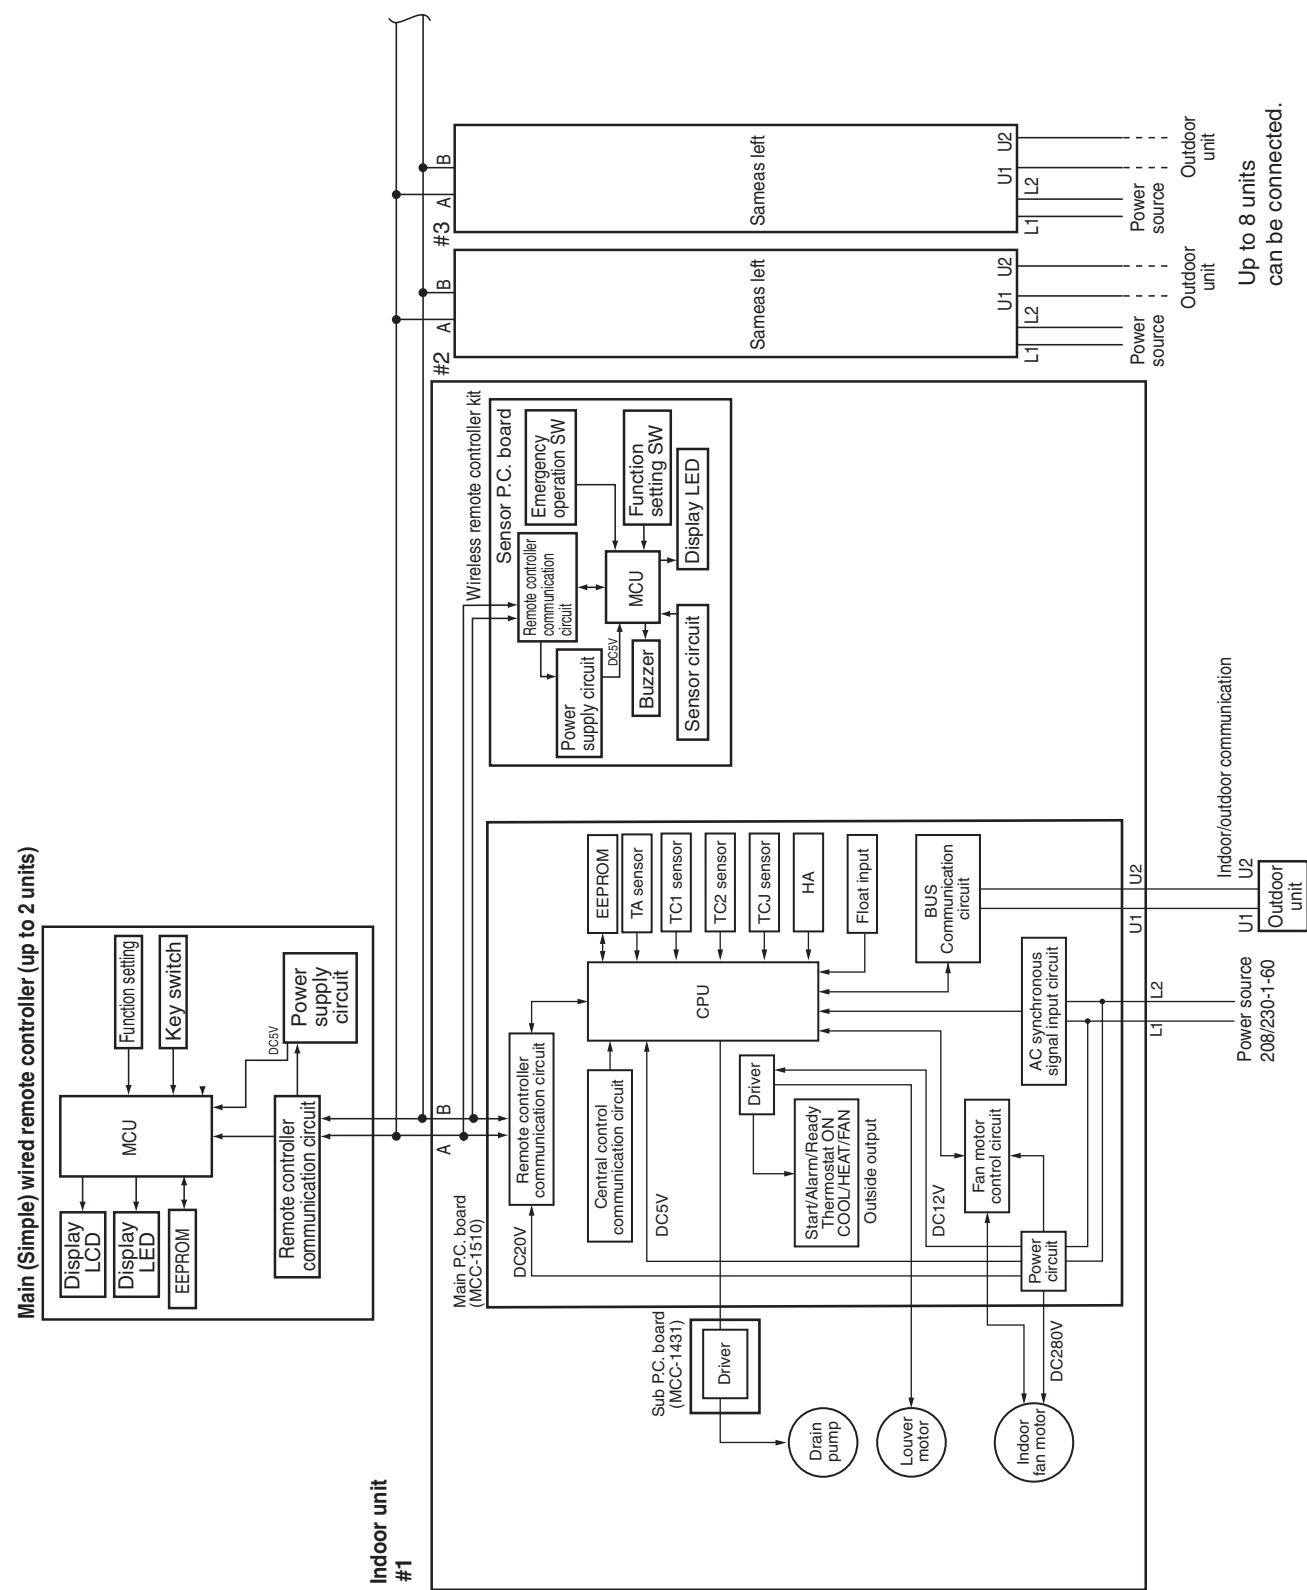 Main (Simple) wired remote controller (up to 2 units)
Display
LCD
Display
LED
EEPROM
MCU
Function setting
Key switch
DC5V
Power
supply
circuit
Remote controller
communication circuit
Indoor unit
#1
A
B
Main P.C. board
(MCC-1510)
DC20V
Remote controller
communication circuit
Central control
communication circuit
DC5V
CPU
EEPROM
TA sensor
TC1 sensor
TC2 sensor
TCJ sensor
HA
Float input
Driver
Start/Alarm/Ready
Thermostat ON
COOL/HEAT/FAN
Outside output
DC12V
Fan motor
control circuit
Power
circuit
BUS
Communication
circuit
AC synchronous
signal input circuit
Sub P.C. board
(MCC-1431)
Driver
Drain
pump
Louver
motor
Indoor
fan motor
DC280V
L1
L2
U1
U2
Power source
208/230-1-60
Indoor/outdoor communication
U1
U2
Outdoor
unit
Wireless remote controller kit
Sensor P.C. board
Remote controller
communication
circuit
Emergency
operation SW
Power
supply circuit
DC5V
MCU
Function
setting SW
Buzzer
Display LED
Sensor circuit
#2
A
B
Sameas left
L1
L2
U1
U2
Power
source
Outdoor
unit
#3
A
B
Sameas left
L1
L2
U1
U2
Power
source
Outdoor
unit
Up to 8 units
can be connected.